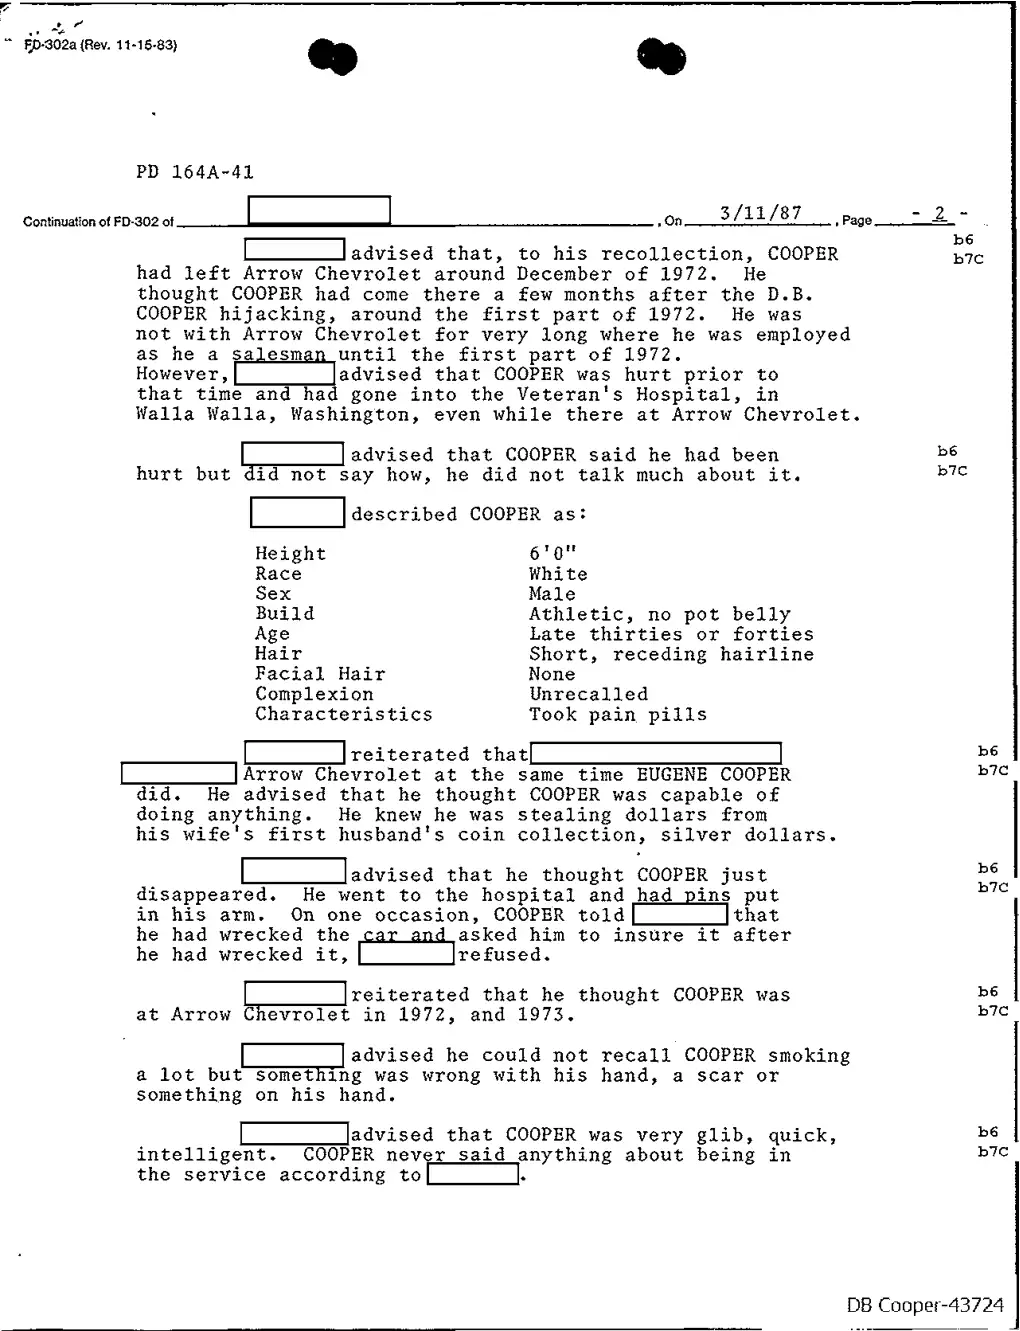 FD-302a (Rev. 11-15-83)
PD 164A-41
Continuation of FD-302 of , On 3/11/87 , Page - 2 -
b6
b7C
advised that, to his recollection, COOPER
had left Arrow Chevrolet around December of 1972. He
thought COOPER had come there a few months after the D.B.
COOPER hijacking, around the first part of 1972. He was
not with Arrow Chevrolet for very long where he was employed
as he a salesman until the first part of 1972.
However, advised that COOPER was hurt prior to
that time and had gone into the Veteran's Hospital, in
Walla Walla, Washington, even while there at Arrow Chevrolet.
advised that COOPER said he had been
hurt but did not say how, he did not talk much about it.
b6
b7C
described COOPER as:
Height 6'0"
Race White
Sex Male
Build Athletic, no pot belly
Age Late thirties or forties
Hair Short, receding hairline
Facial Hair None
Complexion Unrecalled
Characteristics Took pain pills
reiterated that
Arrow Chevrolet at the same time EUGENE COOPER
did. He advised that he thought COOPER was capable of
doing anything. He knew he was stealing dollars from
his wife's first husband's coin collection, silver dollars.
b6
b7C
advised that he thought COOPER just
disappeared. He went to the hospital and had pins put
in his arm. On one occasion, COOPER told that
he had wrecked the car and asked him to insure it after
he had wrecked it, refused.
b6
b7C
reiterated that he thought COOPER was
at Arrow Chevrolet in 1972, and 1973.
b6
b7C
advised he could not recall COOPER smoking
a lot but something was wrong with his hand, a scar or
something on his hand.
advised that COOPER was very glib, quick,
intelligent. COOPER never said anything about being in
the service according to .
b6
b7C
DB Cooper-43724